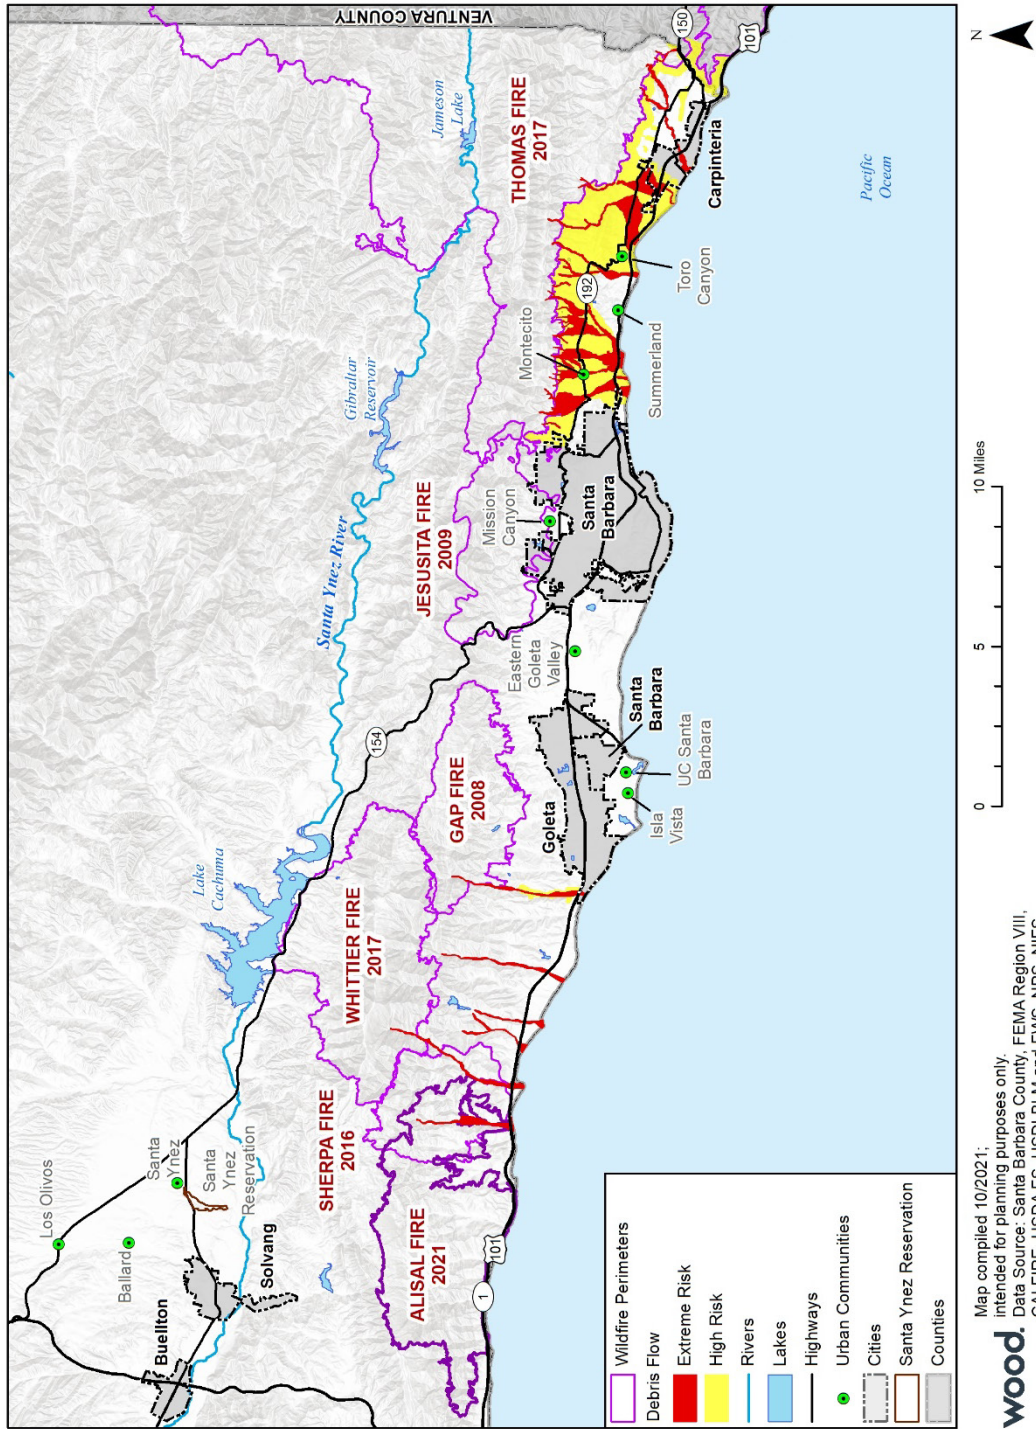 Los Olivos
Ballard
Santa
Ynez
Santa
Ynez
Reservation
Buellton
Solvang
Lake
Cachuma
154
Santa Ynez River
Gibraltar
Reservoir
Jameson
Lake
VENTURA COUNTY
SHERPA FIRE
2016
WHITTIER FIRE
2017
GAP FIRE
2008
JESUSITA FIRE
2009
THOMAS FIRE
2017
ALISAL FIRE
2021
1
101
Goleta
Isla
Vista
UC Santa
Barbara
Santa
Barbara
Eastern
Goleta
Valley
Mission
Canyon
Santa
Barbara
Montecito
192
Summerland
Toro
Canyon
Carpinteria
150
101
Pacific
Ocean
Wildfire Perimeters
Debris Flow
Extreme Risk
High Risk
Rivers
Lakes
Highways
Urban Communities
Cities
Santa Ynez Reservation
Counties
0
5
10 Miles
N
wood.
Map compiled 10/2021;
intended for planning purposes only.
Data Source: Santa Barbara County, FEMA Region VIII,